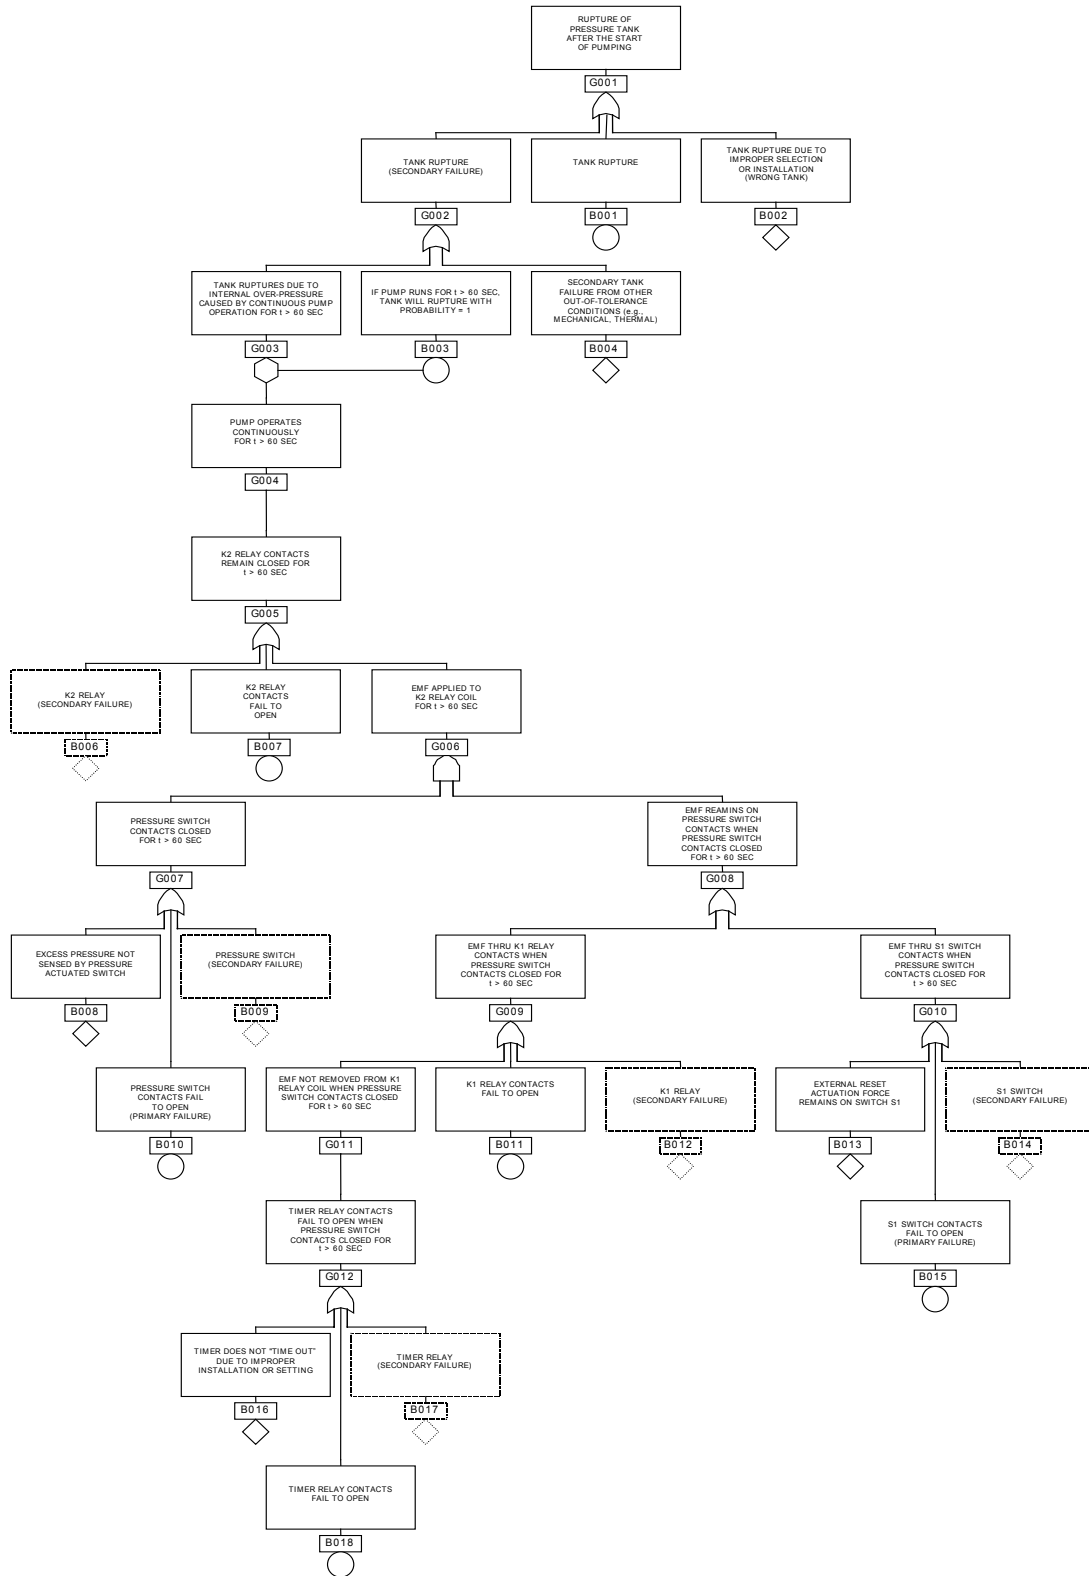 RUPTURE OF
PRESSURE TANK
AFTER THE START
OF PUMPING
G001
TANK RUPTURE
(SECONDARY FAILURE)
G002
TANK RUPTURE
B001
TANK RUPTURE DUE TO
IMPROPER SELECTION
OR INSTALLATION
(WRONG TANK)
B002
TANK RUPTURES DUE TO
INTERNAL OVER-PRESSURE
CAUSED BY CONTINUOUS PUMP
OPERATION FOR t > 60 SEC
G003
IF PUMP RUNS FOR t > 60 SEC,
TANK WILL RUPTURE WITH
PROBABILITY = 1
B003
SECONDARY TANK
FAILURE FROM OTHER
OUT-OF-TOLERANCE
CONDITIONS (e.g.,
MECHANICAL, THERMAL)
B004
PUMP OPERATES
CONTINUOUSLY
FOR t > 60 SEC
G004
K2 RELAY CONTACTS
REMAIN CLOSED FOR
t > 60 SEC
G005
K2 RELAY
(SECONDARY FAILURE)
B006
K2 RELAY
CONTACTS
FAIL TO
OPEN
B007
EMF APPLIED TO
K2 RELAY COIL
FOR t > 60 SEC
G006
PRESSURE SWITCH
CONTACTS CLOSED
FOR t > 60 SEC
G007
EMF REAMINS ON
PRESSURE SWITCH
CONTACTS WHEN
PRESSURE SWITCH
CONTACTS CLOSED
FOR t > 60 SEC
G008
EXCESS PRESSURE NOT
SENSED BY PRESSURE
ACTUATED SWITCH
B008
PRESSURE SWITCH
(SECONDARY FAILURE)
B009
EMF THRU K1 RELAY
CONTACTS WHEN
PRESSURE SWITCH
CONTACTS CLOSED FOR
t > 60 SEC
G009
EMF THRU S1 SWITCH
CONTACTS WHEN
PRESSURE SWITCH
CONTACTS CLOSED FOR
t > 60 SEC
G010
PRESSURE SWITCH
CONTACTS FAIL
TO OPEN
(PRIMARY FAILURE)
B010
EMF NOT REMOVED FROM K1
RELAY COIL WHEN PRESSURE
SWITCH CONTACTS CLOSED
FOR t > 60 SEC
G011
K1 RELAY CONTACTS
FAIL TO OPEN
B011
K1 RELAY
(SECONDARY FAILURE)
B012
EXTERNAL RESET
ACTUATION FORCE
REMAINS ON SWITCH S1
B013
S1 SWITCH
(SECONDARY FAILURE)
B014
TIMER RELAY CONTACTS
FAIL TO OPEN WHEN
PRESSURE SWITCH
CONTACTS CLOSED FOR
t > 60 SEC
G012
S1 SWITCH CONTACTS
FAIL TO OPEN
(PRIMARY FAILURE)
B015
TIMER DOES NOT "TIME OUT"
DUE TO IMPROPER
INSTALLATION OR SETTING
B016
TIMER RELAY
(SECONDARY FAILURE)
B017
TIMER RELAY CONTACTS
FAIL TO OPEN
B018